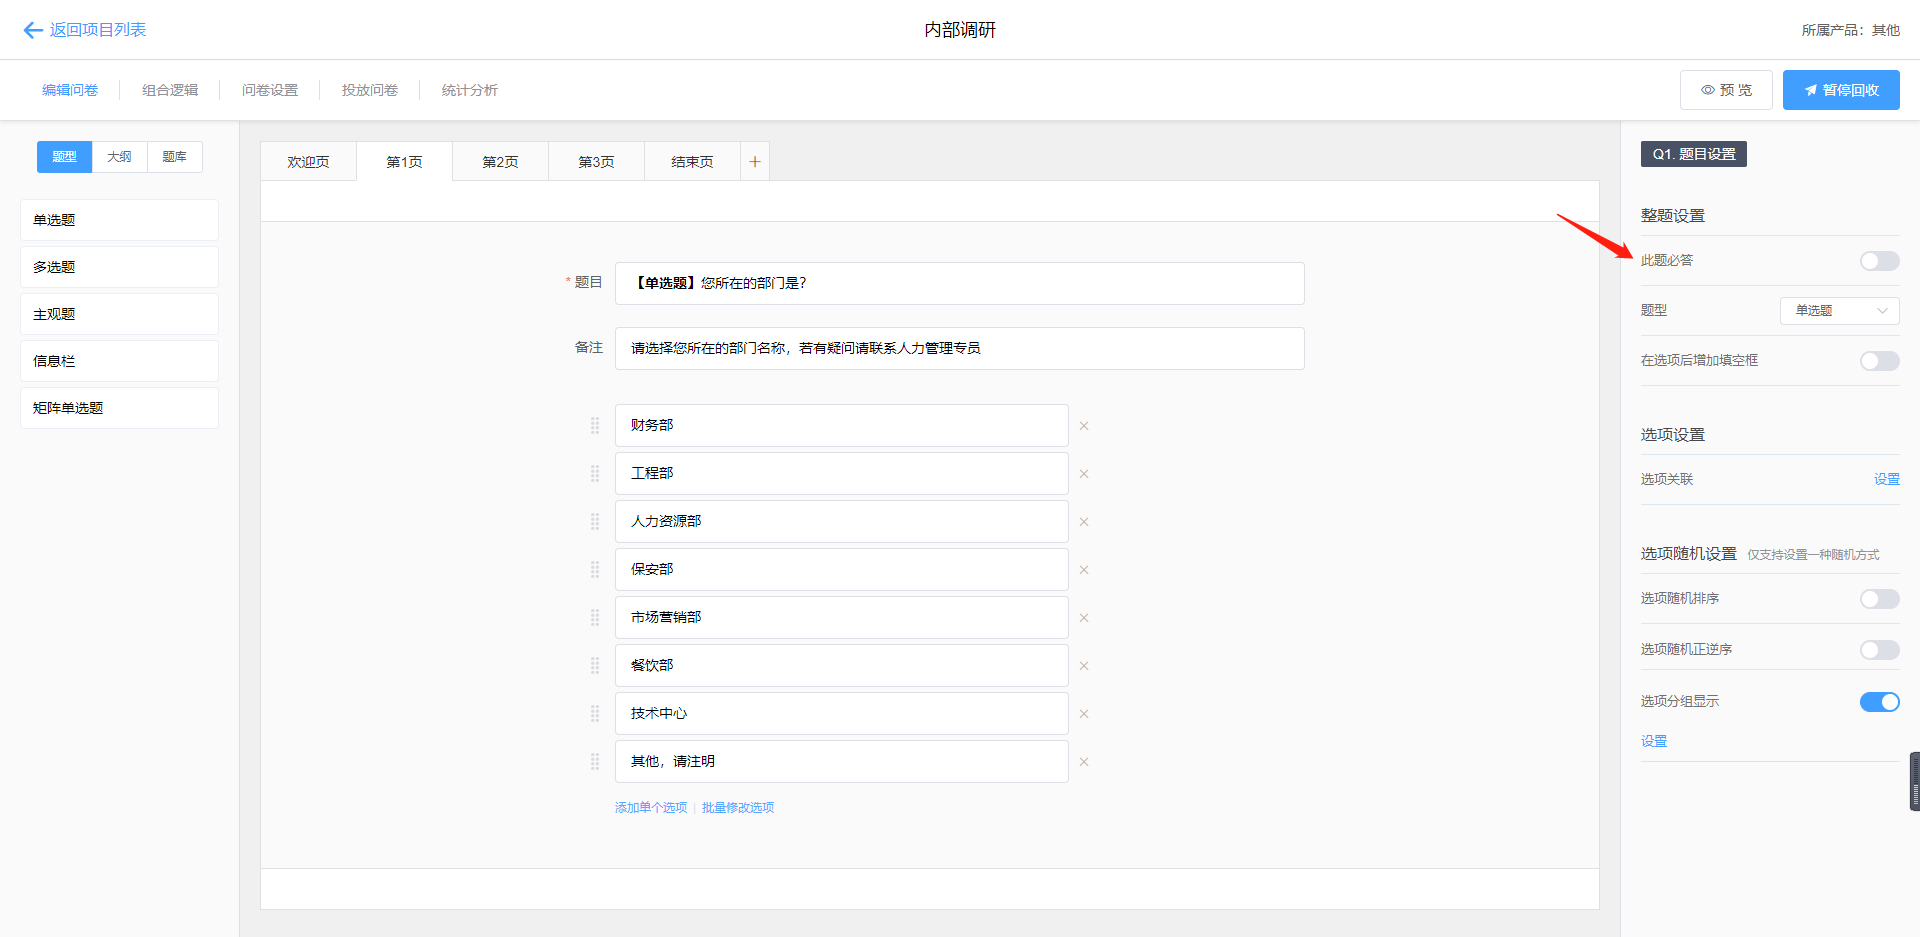 返回项目列表
内部调研
所属产品：其他
编辑问卷
组合逻辑
问卷设置
投放问卷
统计分析
预 览
暂停回收
题型
大纲
题库
单选题
多选题
主观题
信息栏
矩阵单选题
欢迎页
第1页
第2页
第3页
结束页
* 题目
【单选题】您所在的部门是?
备注
请选择您所在的部门名称，若有疑问请联系人力管理专员
财务部
工程部
人力资源部
保安部
市场营销部
餐饮部
技术中心
其他，请注明
添加单个选项 | 批量修改选项
Q1. 题目设置
整题设置
此题必答
题型
单选题
在选项后增加填空框
选项设置
选项关联
设置
选项随机设置 仅支持设置一种随机方式
选项随机排序
选项随机正逆序
选项分组显示
设置